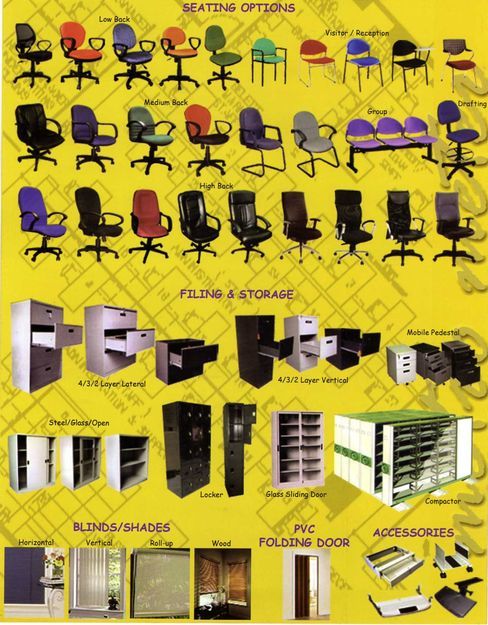 SEATING OPTIONS
Low Back
Visitor / Reception
Medium Back
Group
Drafting
High Back
FILING & STORAGE
Mobile Pedestal
4/3/2 Layer Lateral
4/3/2 Layer Vertical
Steel/Glass/Open
Locker
Glass Sliding Door
Compactor
BLINDS/SHADES
PVC
FOLDING DOOR
ACCESSORIES
Horizontal
Vertical
Roll-up
Wood